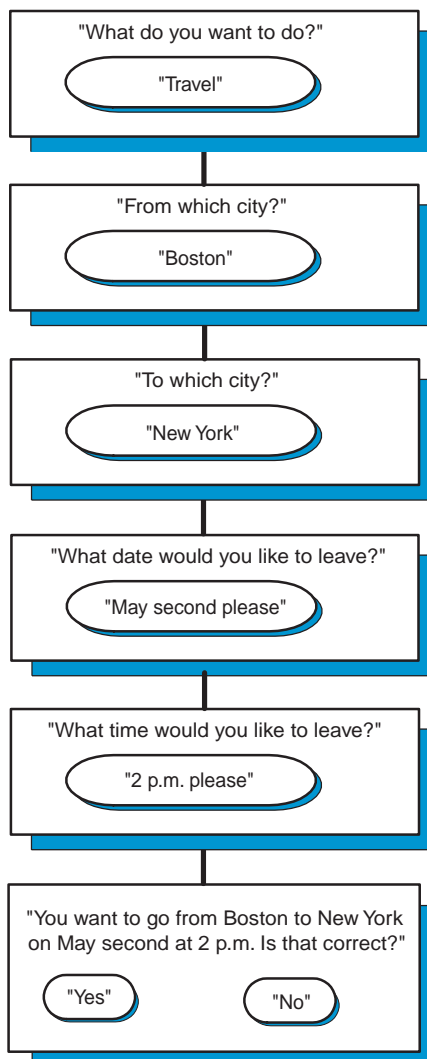 "What do you want to do?"
"Travel"
"From which city?"
"Boston"
"To which city?"
"New York"
"What date would you like to leave?"
"May second please"
"What time would you like to leave?"
"2 p.m. please"
"You want to go from Boston to New York
on May second at 2 p.m. Is that correct?"
"Yes" "No"